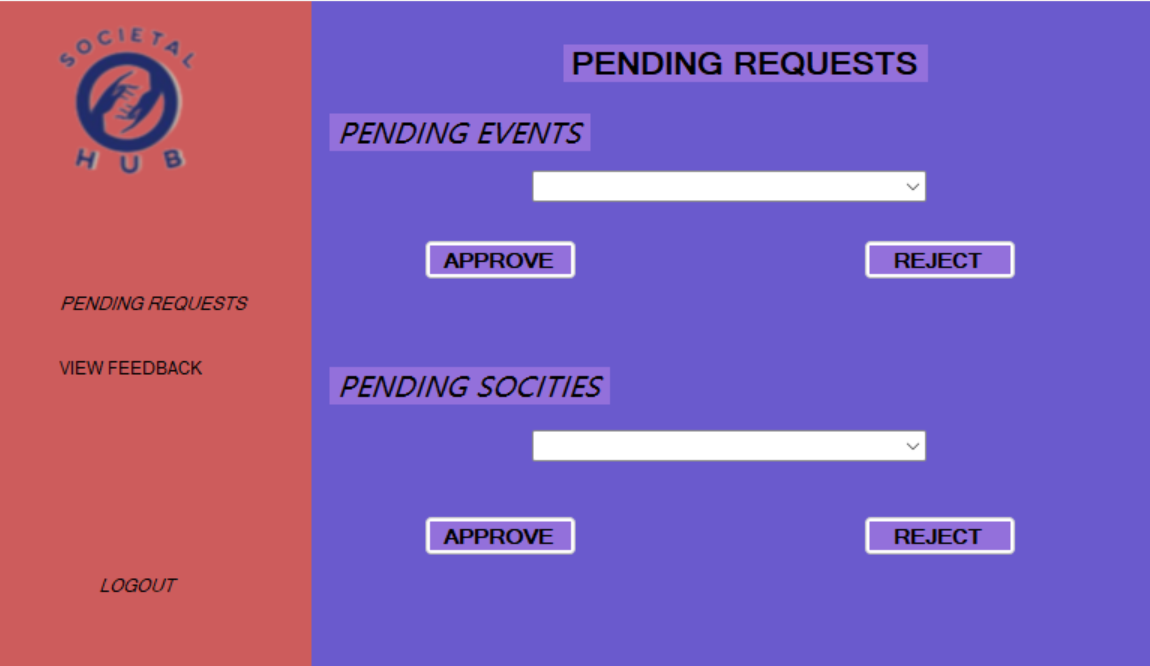 SOCIETAL
HUB
PENDING REQUESTS
VIEW FEEDBACK
LOGOUT
PENDING REQUESTS
PENDING EVENTS
APPROVE REJECT
PENDING SOCITIES
APPROVE REJECT